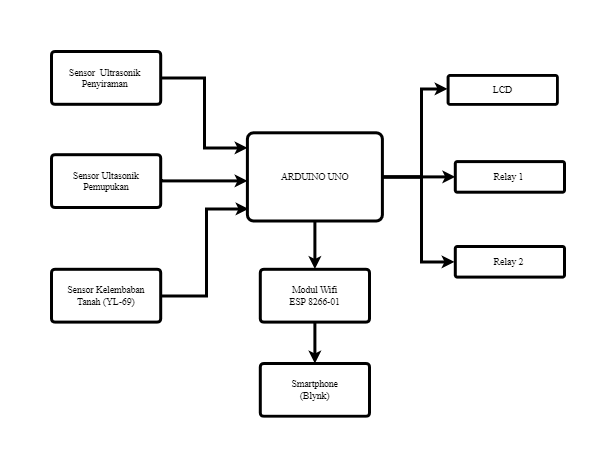 Sensor Ultrasonik
Penyiraman
Sensor Ultasonik
Pemupukan
Sensor Kelembaban
Tanah (YL-69)
ARDUINO UNO
Modul Wifi
ESP 8266-01
Smartphone
(Blynk)
LCD
Relay 1
Relay 2